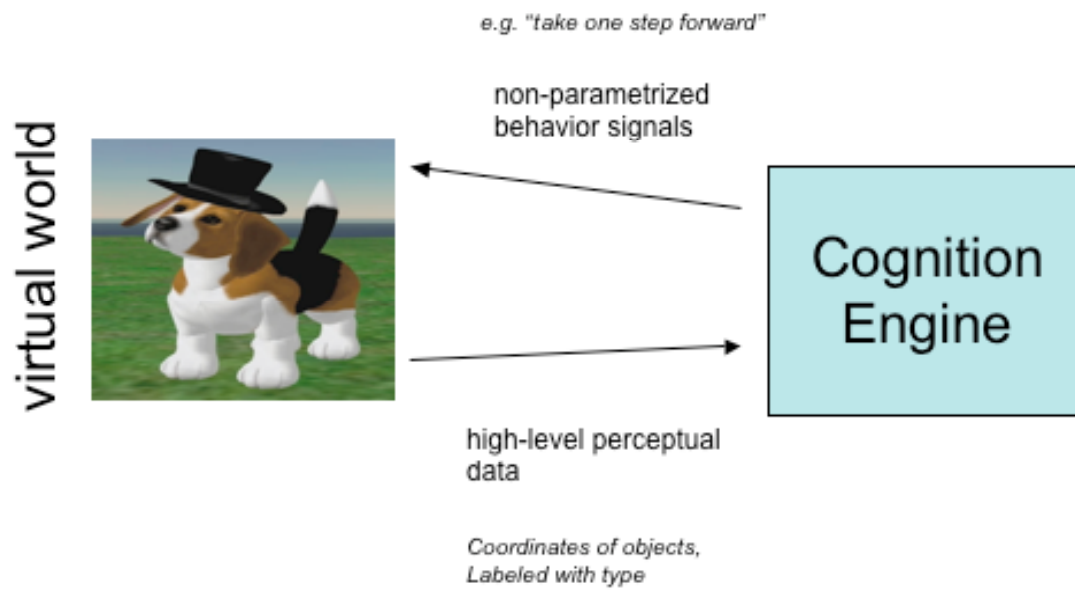 e.g. “take one step forward”
non-parametrized
behavior signals
virtual world
Cognition
Engine
high-level perceptual
data
Coordinates of objects,
Labeled with type